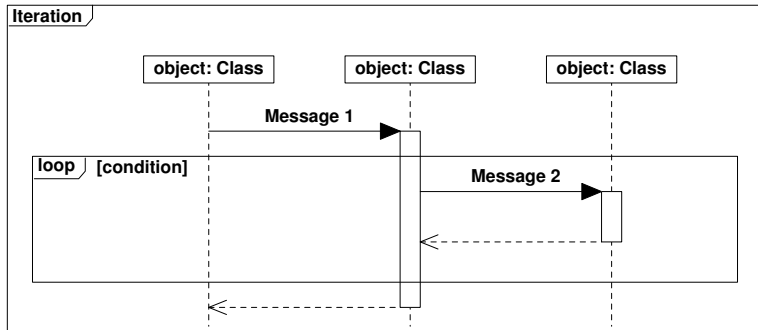 Iteration
object: Class object: Class object: Class
Message 1
loop [condition]
Message 2